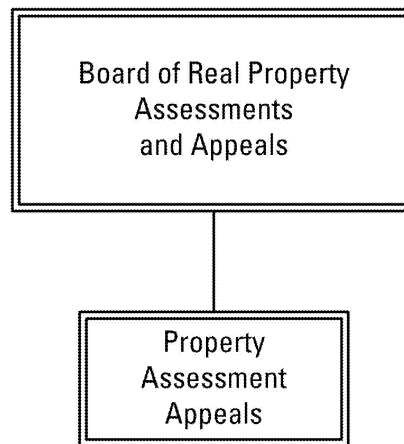 Board of Real Property
Assessments
and Appeals
Property
Assessment
Appeals